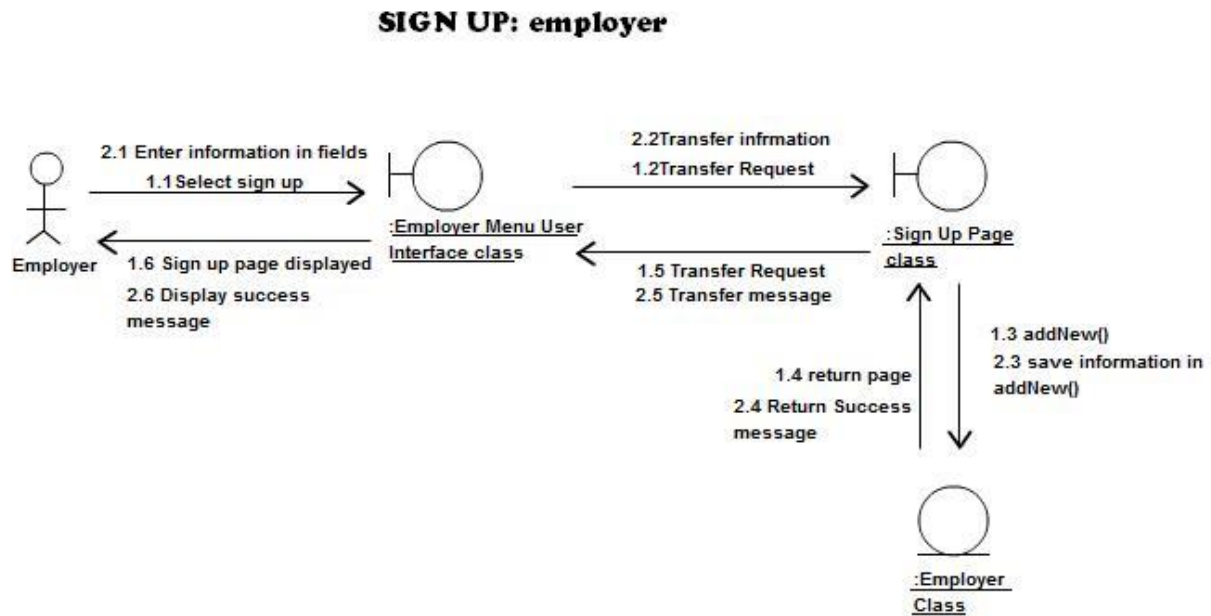 SIGN UP: employer
2.1 Enter information in fields
1.1 Select sign up
2.2Transfer infrmation
1.2Transfer Request
:Employer Menu User
Interface class
:Sign Up Page
class
Employer
1.6 Sign up page displayed
2.6 Display success
message
1.5 Transfer Request
2.5 Transfer message
1.3 addNew()
2.3 save information in
addNew()
1.4 return page
2.4 Return Success
message
:Employer
Class